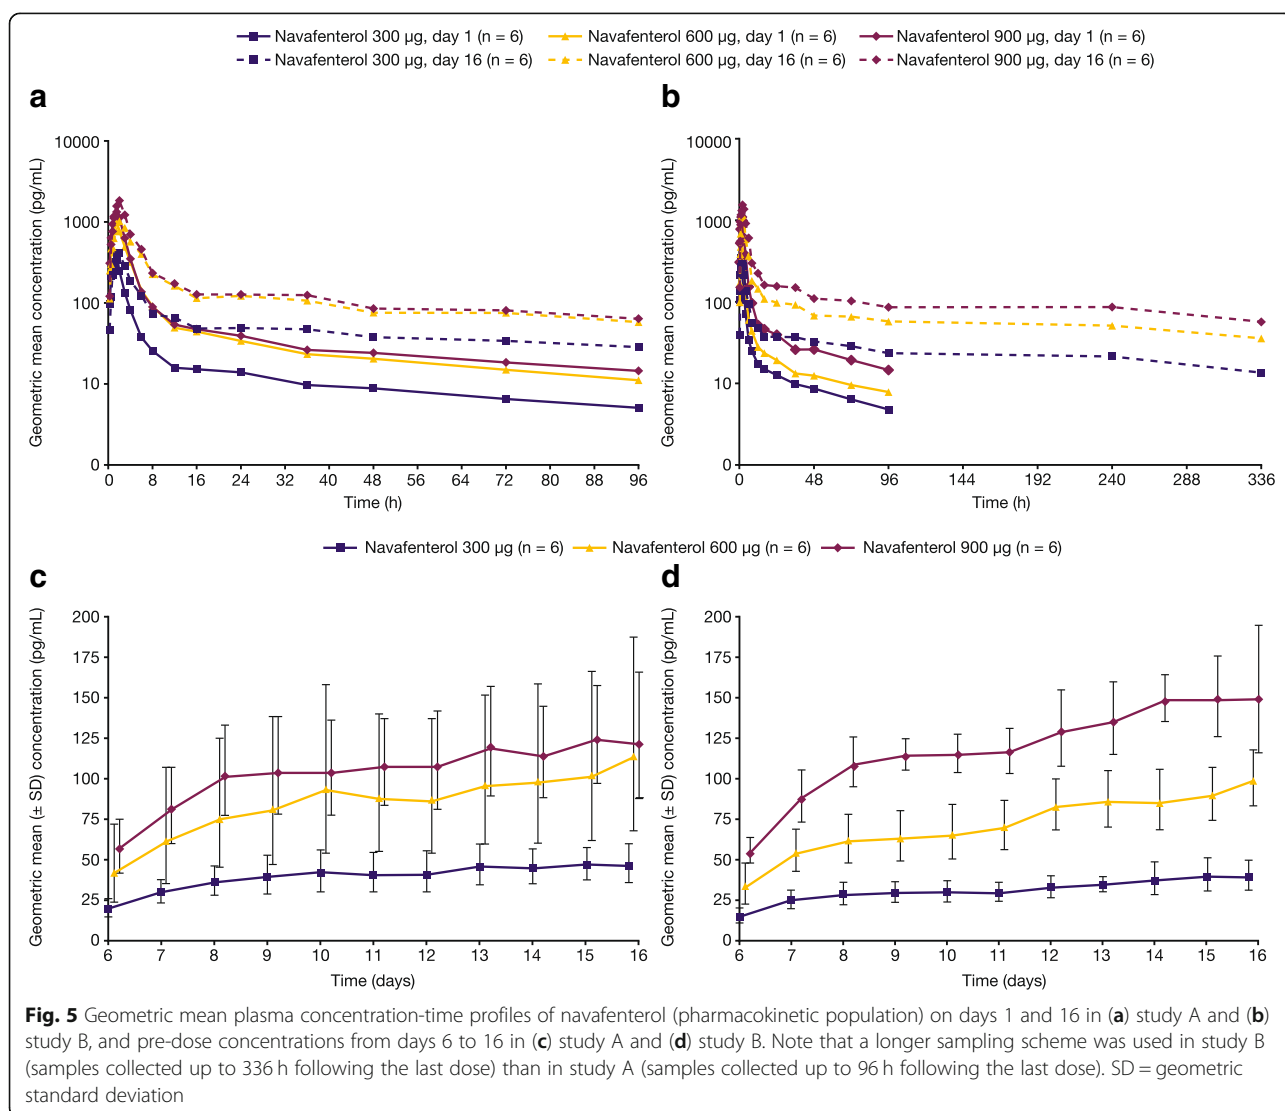 Navafenterol 300 µg, day 1 (n = 6) Navafenterol 600 µg, day 1 (n = 6) Navafenterol 900 µg, day 1 (n = 6)
Navafenterol 300 µg, day 16 (n = 6) Navafenterol 600 µg, day 16 (n = 6) Navafenterol 900 µg, day 16 (n = 6)
a
Geometric mean concentration (pg/mL)
10000
1000
100
10
0
0 8 16 24 32 40 48 56 64 72 80 88 96
Time (h)
b
Geometric mean concentration (pg/mL)
10000
1000
100
10
0
0 48 96 144 192 240 288 336
Time (h)
Navafenterol 300 µg (n = 6) Navafenterol 600 µg (n = 6) Navafenterol 900 µg (n = 6)
c
Geometric mean (± SD) concentration (pg/mL)
200
175
150
125
100
75
50
25
0
6 7 8 9 10 11 12 13 14 15 16
Time (days)
d
Geometric mean (± SD) concentration (pg/mL)
200
175
150
125
100
75
50
25
0
6 7 8 9 10 11 12 13 14 15 16
Time (days)
Fig. 5 Geometric mean plasma concentration-time profiles of navafenterol (pharmacokinetic population) on days 1 and 16 in (a) study A and (b)
study B, and pre-dose concentrations from days 6 to 16 in (c) study A and (d) study B. Note that a longer sampling scheme was used in study B
(samples collected up to 336 h following the last dose) than in study A (samples collected up to 96 h following the last dose). SD = geometric
standard deviation